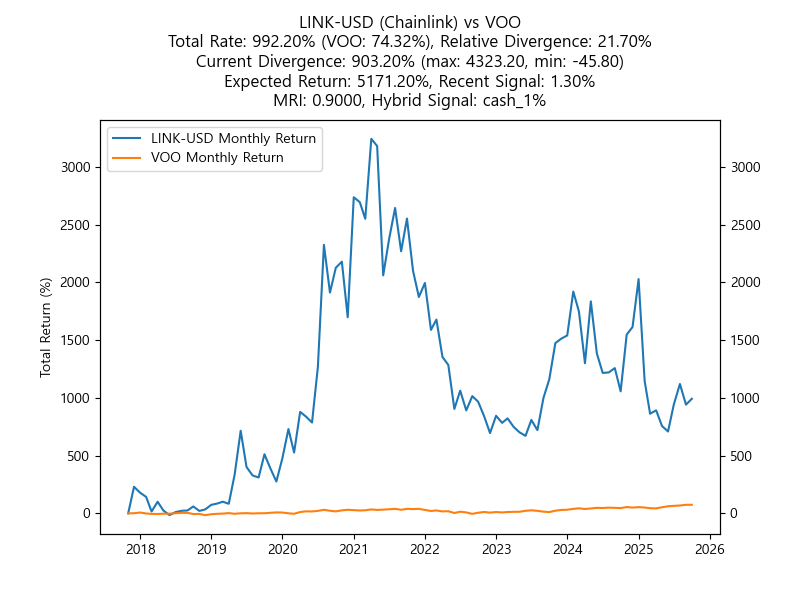 LINK-USD (Chainlink) vs VOO
Total Rate: 992.20% (VOO: 74.32%), Relative Divergence: 21.70%
Current Divergence: 903.20% (max: 4323.20, min: -45.80)
Expected Return: 5171.20%, Recent Signal: 1.30%
MRI: 0.9000, Hybrid Signal: cash_1%
LINK-USD Monthly Return
VOO Monthly Return
Total Return (%)
3000
2500
2000
1500
1000
500
0
3000
2500
2000
1500
1000
500
0
2018 2019 2020 2021 2022 2023 2024 2025 2026